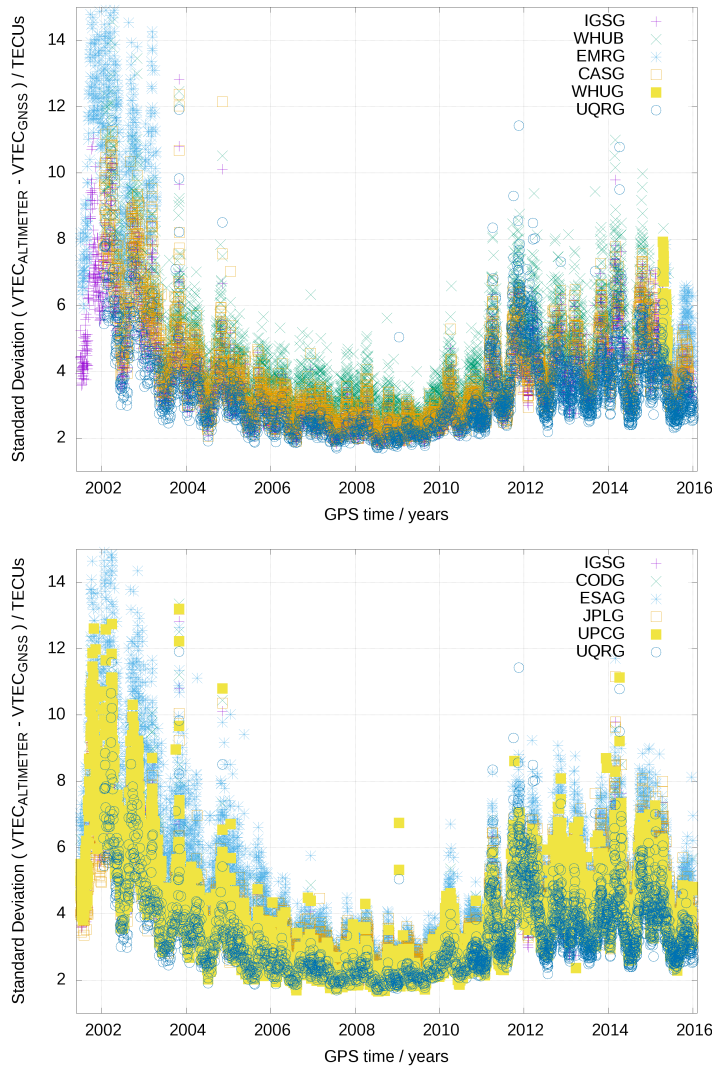 IGSG
WHUB
EMRG
CASG
WHUG
UQRG
14
12
10
8
6
4
2
Standard Deviation ( VTEC_ALTIMETER - VTEC_GNSS ) / TECUs
2002 2004 2006 2008 2010 2012 2014 2016
GPS time / years
IGSG
CODG
ESAG
JPLG
UPCG
UQRG
14
12
10
8
6
4
2
Standard Deviation ( VTEC_ALTIMETER - VTEC_GNSS ) / TECUs
2002 2004 2006 2008 2010 2012 2014 2016
GPS time / years